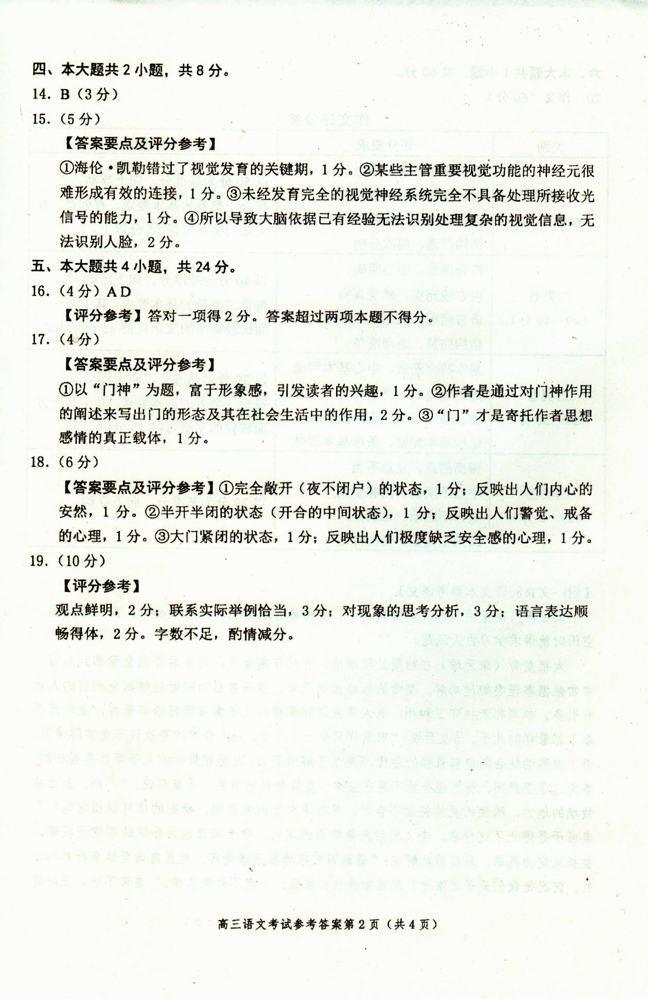 四、本大题共2小题，共8分。
14．B（3分）
15．（5分）
【答案要点及评分参考】
①海伦·凯勒错过了视觉发育的关键期，1分。②某些主管重要视觉功能的神经元很
难形成有效的连接，1分。③未经发育完全的视觉神经系统完全不具备处理所接收光
信号的能力，1分。④所以导致大脑依据已有经验无法识别处理复杂的视觉信息，无
法识别人脸，2分。
五、本大题共4小题，共24分。
16．（4分）AD
【评分参考】答对一项得2分。答案超过两项本题不得分。
17．（4分）
【答案要点及评分参考】
①以“门神”为题，富于形象感，引发读者的兴趣，1分。②作者是通过对门神作用
的阐述来写出门的形态及其在社会生活中的作用，2分。③“门”才是寄托作者思想
感情的真正载体，1分。
18．（6分）
【答案要点及评分参考】①完全敞开（夜不闭户）的状态，1分；反映出人们内心的
安然，1分。②半开半闭的状态（开合的中间状态），1分；反映出人们警觉、戒备
的心理，1分。③大门紧闭的状态，1分；反映出人们极度缺乏安全感的心理，1分。
19．（10分）
【评分参考】
观点鲜明，2分；联系实际举例恰当，3分；对现象的思考分析，3分；语言表达顺
畅得体，2分。字数不足，酌情减分。
高三语文考试参考答案第2页（共4页）